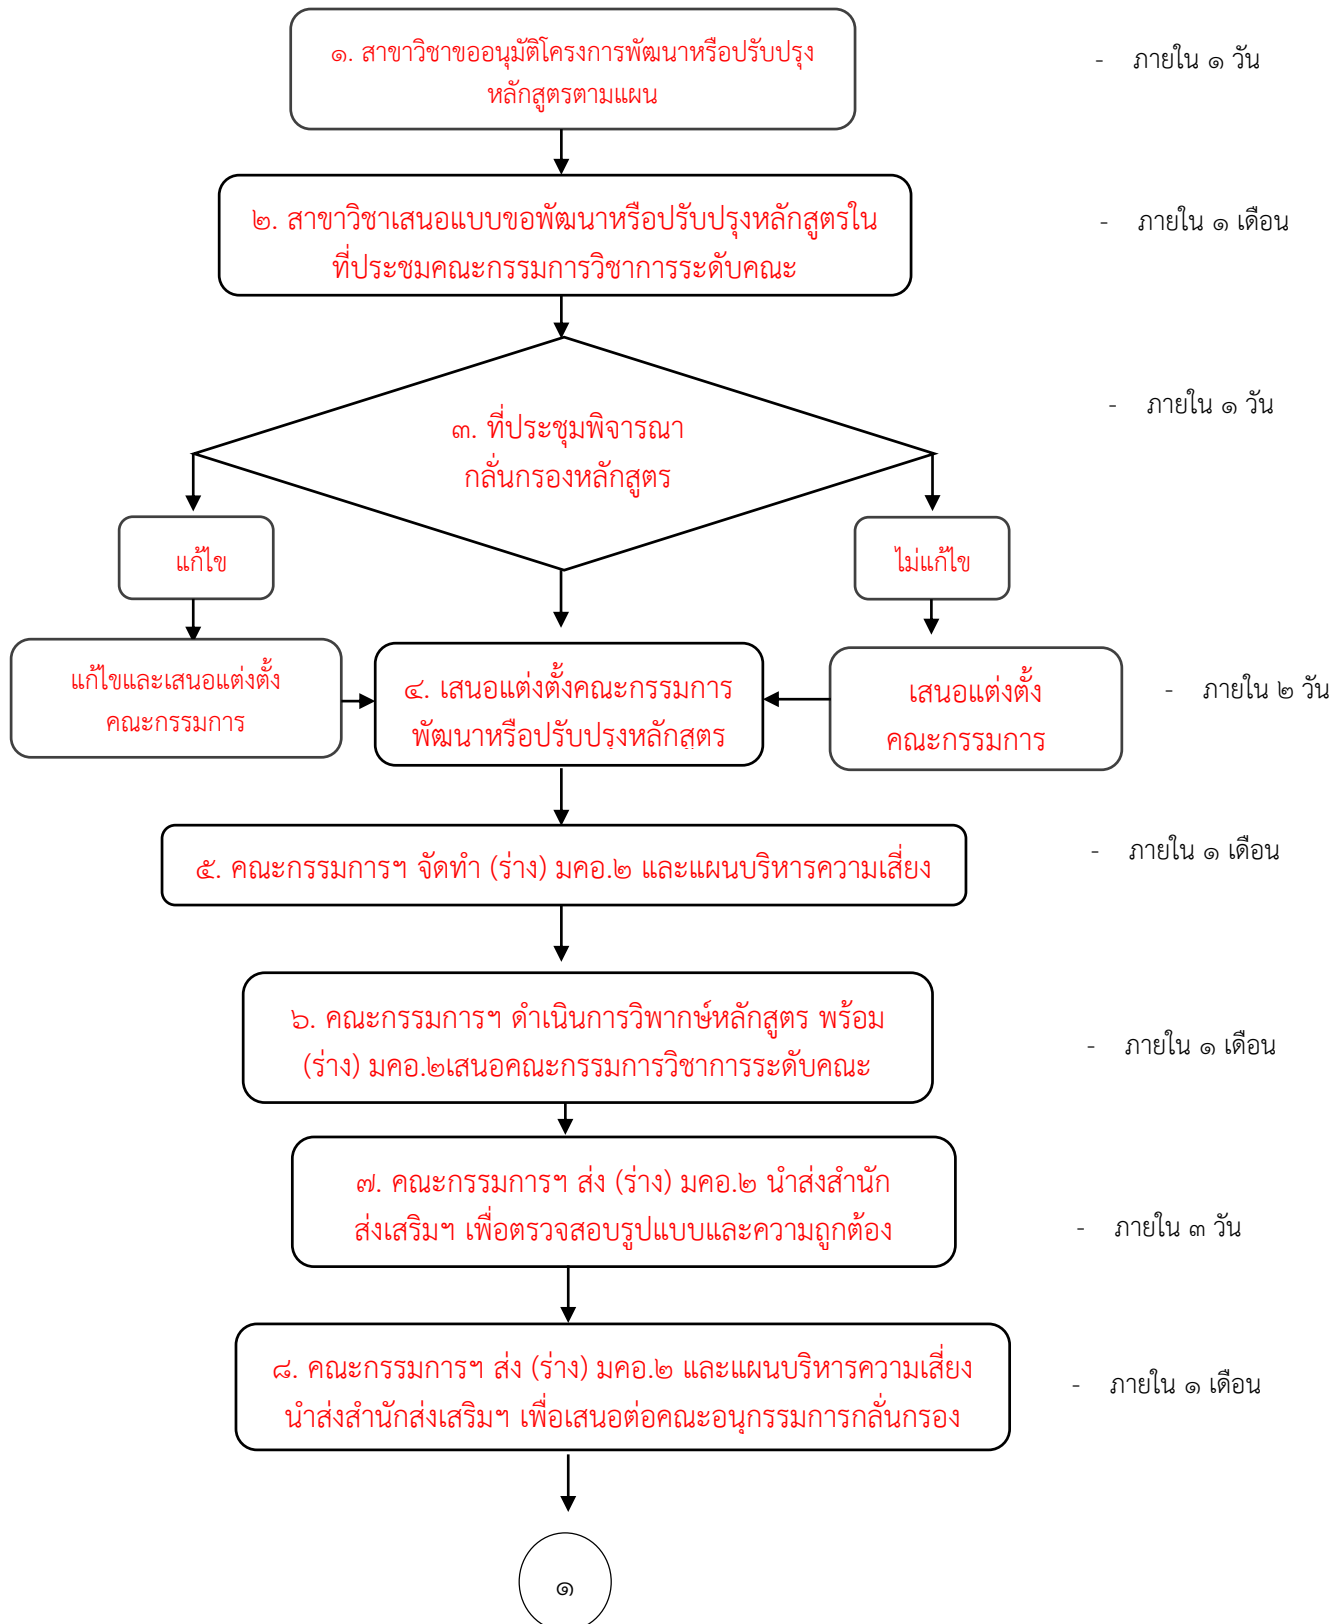 ๑. สาขาวิชาขออนุมัติโครงการพัฒนาหรือปรับปรุง
หลักสูตรตามแผน
- ภายใน ๑ วัน
๒. สาขาวิชาเสนอแบบขอพัฒนาหรือปรับปรุงหลักสูตรใน
ที่ประชมคณะกรรมการวิชาการระดับคณะ
- ภายใน ๑ เดือน
๓. ที่ประชุมพิจารณา
กลั่นกรองหลักสูตร
- ภายใน ๑ วัน
แก้ไข
ไม่แก้ไข
แก้ไขและเสนอแต่งตั้ง
คณะกรรมการ
๔. เสนอแต่งตั้งคณะกรรมการ
พัฒนาหรือปรับปรุงหลักสูตร
เสนอแต่งตั้ง
คณะกรรมการ
- ภายใน ๒ วัน
๕. คณะกรรมการฯ จัดทำ (ร่าง) มคอ.๒ และแผนบริหารความเสี่ยง
- ภายใน ๑ เดือน
๖. คณะกรรมการฯ ดำเนินการวิพากษ์หลักสูตร พร้อม
(ร่าง) มคอ.๒เสนอคณะกรรมการวิชาการระดับคณะ
- ภายใน ๑ เดือน
๗. คณะกรรมการฯ ส่ง (ร่าง) มคอ.๒ นำส่งสำนัก
ส่งเสริมฯ เพื่อตรวจสอบรูปแบบและความถูกต้อง
- ภายใน ๓ วัน
๘. คณะกรรมการฯ ส่ง (ร่าง) มคอ.๒ และแผนบริหารความเสี่ยง
นำส่งสำนักส่งเสริมฯ เพื่อเสนอต่อคณะอนุกรรมการกลั่นกรอง
- ภายใน ๑ เดือน
๑